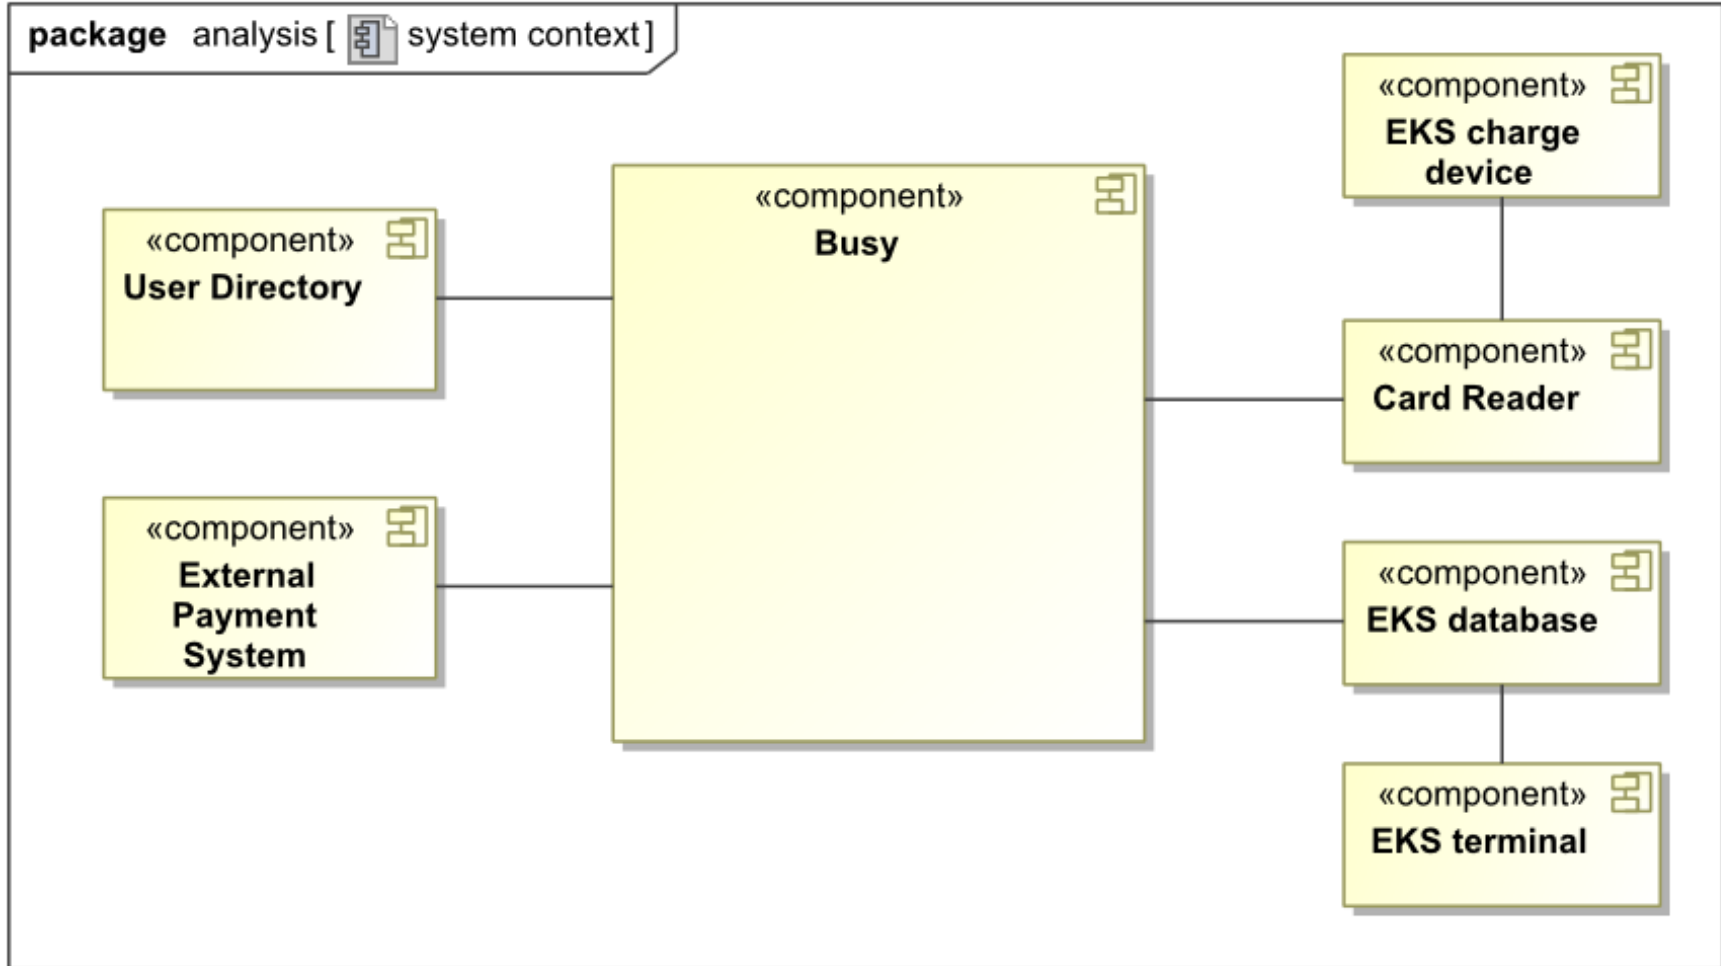 package analysis [ system context ]
«component»
EKS charge
device
«component»
Busy
«component»
User Directory
«component»
Card Reader
«component»
External
Payment
System
«component»
EKS database
«component»
EKS terminal